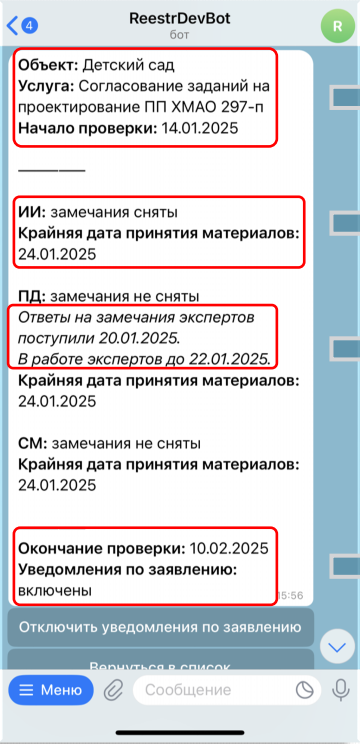 4
ReestrDevBot
бот
R
Объект: Детский сад
Услуга: Согласование заданий на
проектирование ПП ХМАО 297-п
Начало проверки: 14.01.2025
________
ИИ: замечания сняты
Крайняя дата принятия материалов:
24.01.2025
ПД: замечания не сняты
Ответы на замечания экспертов
поступили 20.01.2025.
В работе экспертов до 22.01.2025.
Крайняя дата принятия материалов:
24.01.2025
СМ: замечания не сняты
Крайняя дата принятия материалов:
24.01.2025
Окончание проверки: 10.02.2025
Уведомления по заявлению:
включены
15:56
Отключить уведомления по заявлению
Вернуться в список
Меню
Сообщение